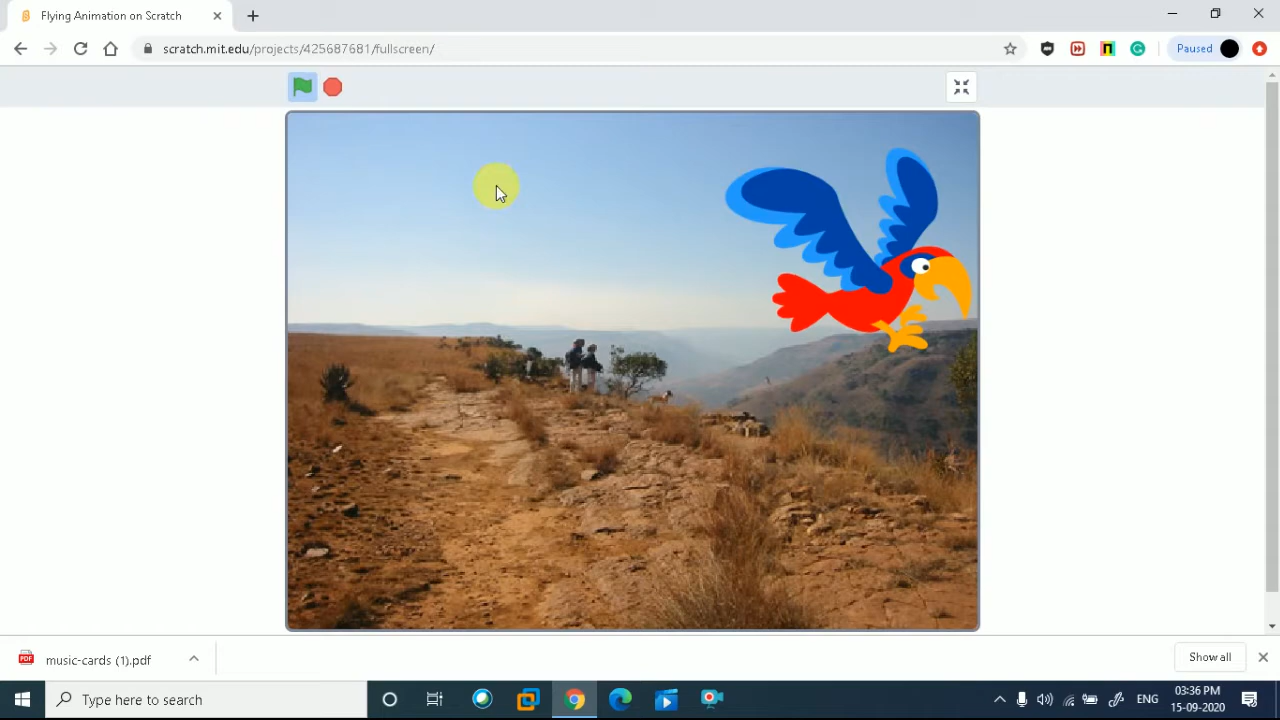 Flying Animation on Scratch
scratch.mit.edu/projects/425687681/fullscreen/
Paused
music-cards (1).pdf
Show all
Type here to search
ENG
03:36 PM
15-09-2020